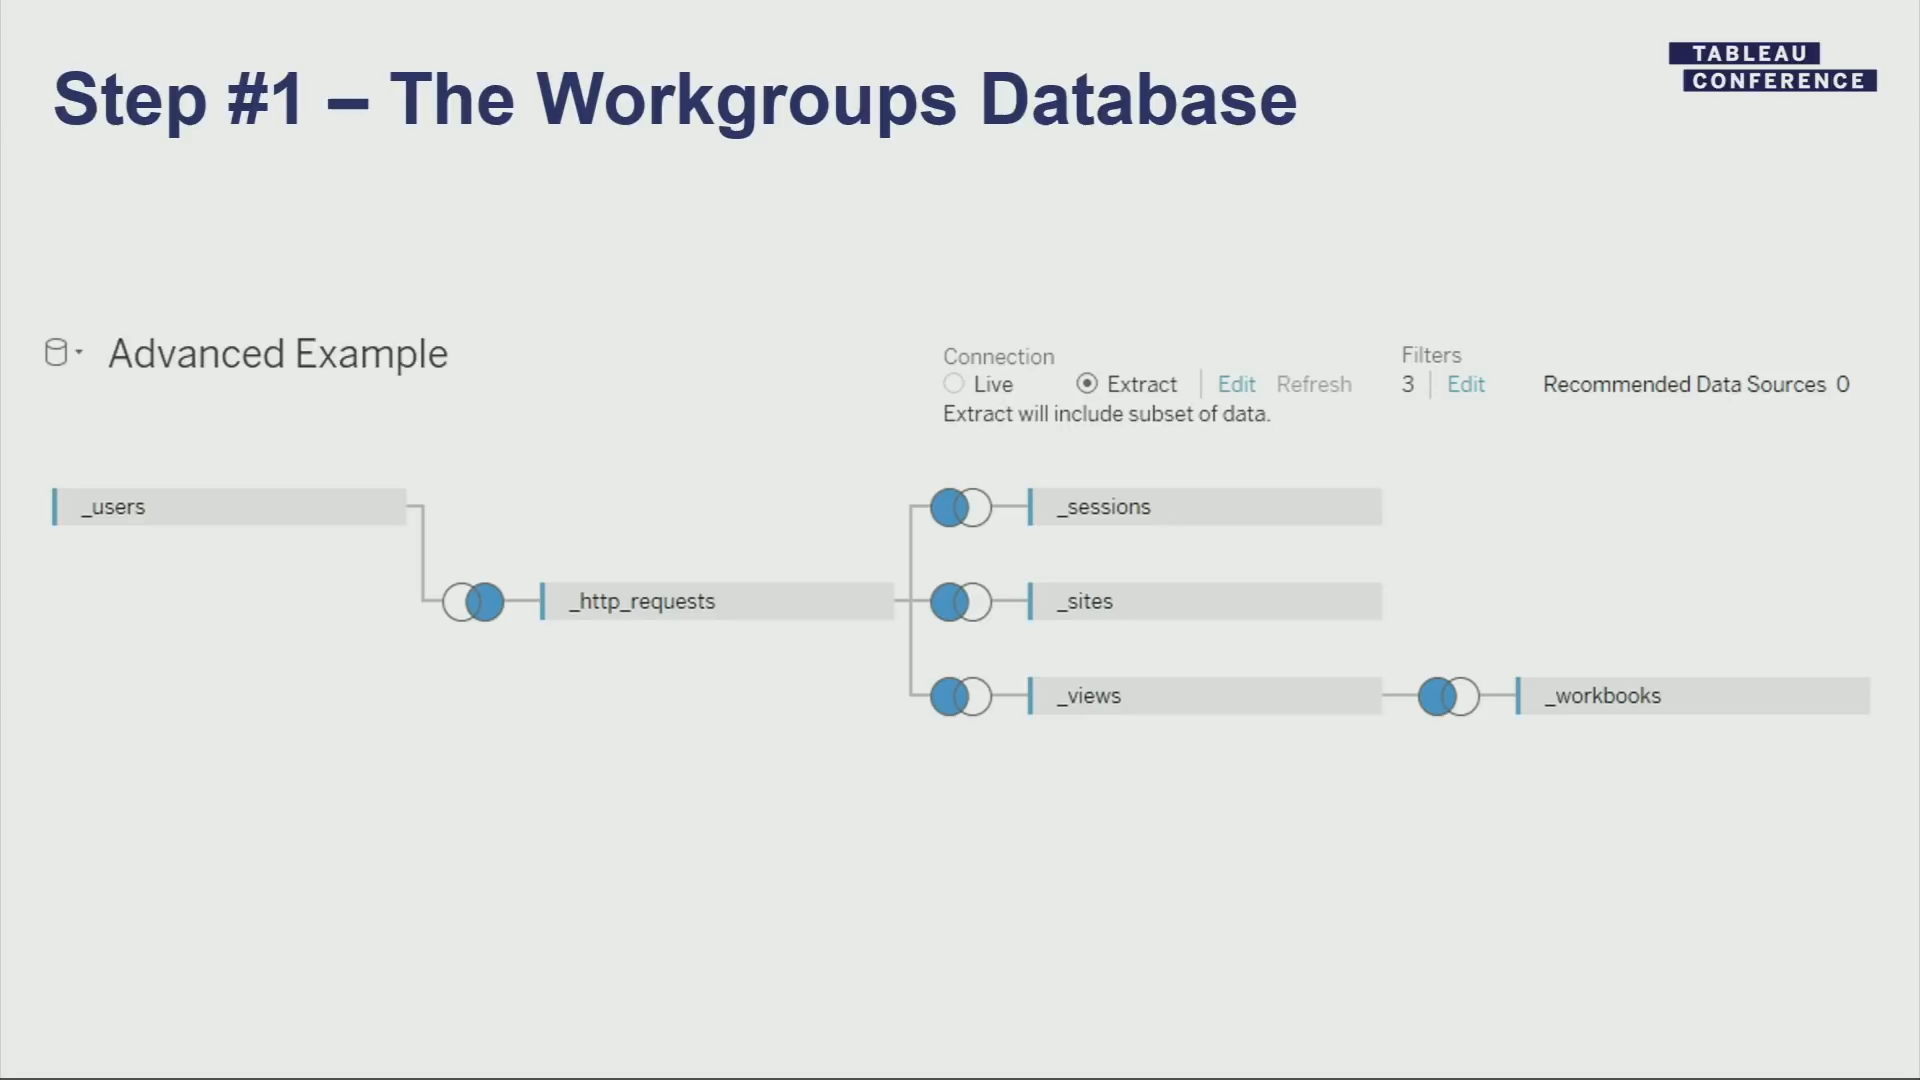 TABLEAU
CONFERENCE
Step #1 – The Workgroups Database
Advanced Example
Connection
Live Extract Edit Refresh
Extract will include subset of data.
Filters
3 Edit
Recommended Data Sources 0
_users
_sessions
_http_requests
_sites
_views
_workbooks